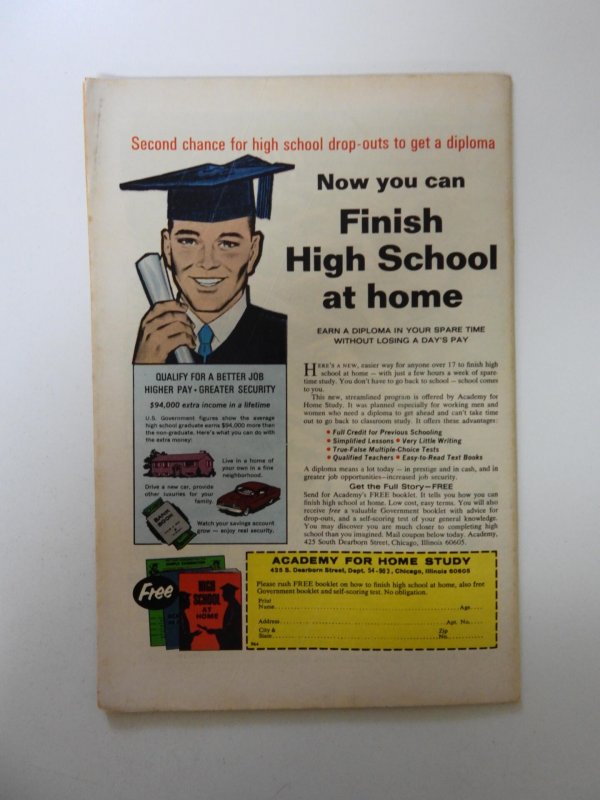 Second chance for high school drop-outs to get a diploma
Now you can
Finish
High School
at home
EARN A DIPLOMA IN YOUR SPARE TIME
WITHOUT LOSING A DAY'S PAY
HERE'S A NEW, easier way for anyone over 17 to finish high
school at home — with just a few hours a week of spare-
time study. You don't have to go back to school — school comes
to you.
This new, streamlined program is offered by Academy for
Home Study. It was planned especially for working men and
women who need a diploma to get ahead and can't take time
out to go back to classroom study. It offers these advantages:
• Full Credit for Previous Schooling
• Simplified Lessons • Very Little Writing
• True-False Multiple-Choice Tests
• Qualified Teachers • Easy-to-Read Text Books
A diploma means a lot today — in prestige and in cash, and in
greater job opportunities—increased job security.
Get the Full Story—FREE
Send for Academy's FREE booklet. It tells you how you can
finish high school at home. Low cost, easy terms. You will also
receive free a valuable Government booklet with advice for
drop-outs, and a self-scoring test of your general knowledge.
You may discover you are much closer to completing high
school than you imagined. Mail coupon below today. Academy,
425 South Dearborn Street, Chicago, Illinois 60605.
QUALIFY FOR A BETTER JOB
HIGHER PAY • GREATER SECURITY
$94,000 extra income in a lifetime
U.S. Government figures show the average
high school graduate earns $94,000 more than
the non-graduate. Here's what you can do with
the extra money:
Live in a home of
your own in a fine
neighborhood.
Drive a new car, provide
other luxuries for your
family.
BANK
BOOK
Watch your savings account
grow — enjoy real security.
Free
HIGH
SCHOOL
AT
HOME
ACADEMY FOR HOME STUDY
425 S. Dearborn Street, Dept. 54-503, Chicago, Illinois 60605
Please rush FREE booklet on how to finish high school at home, also free
Government booklet and self-scoring test. No obligation.
Print
Name Age
Address Apt. No.
City & Zip
State No.